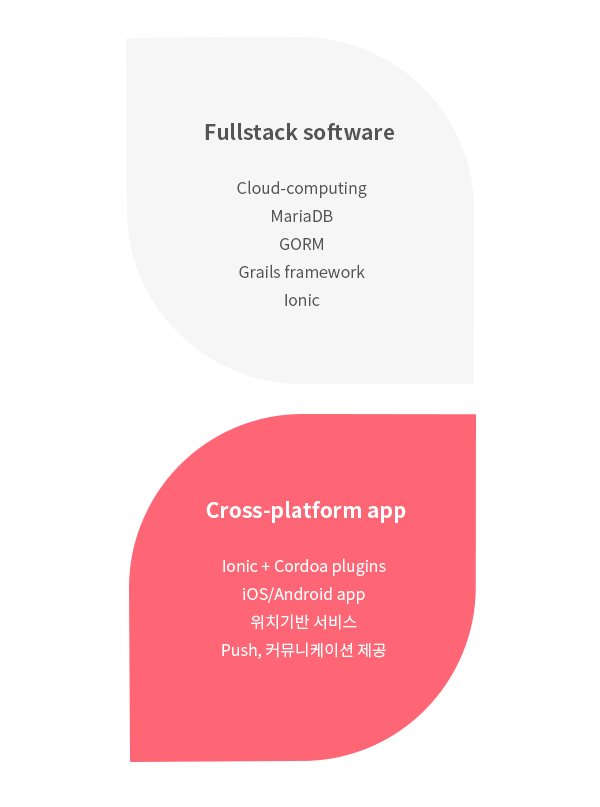 Fullstack software
Cloud-computing
MariaDB
GORM
Grails framework
Ionic
Cross-platform app
Ionic + Cordoa plugins
iOS/Android app
위치기반 서비스
Push, 커뮤니케이션 제공